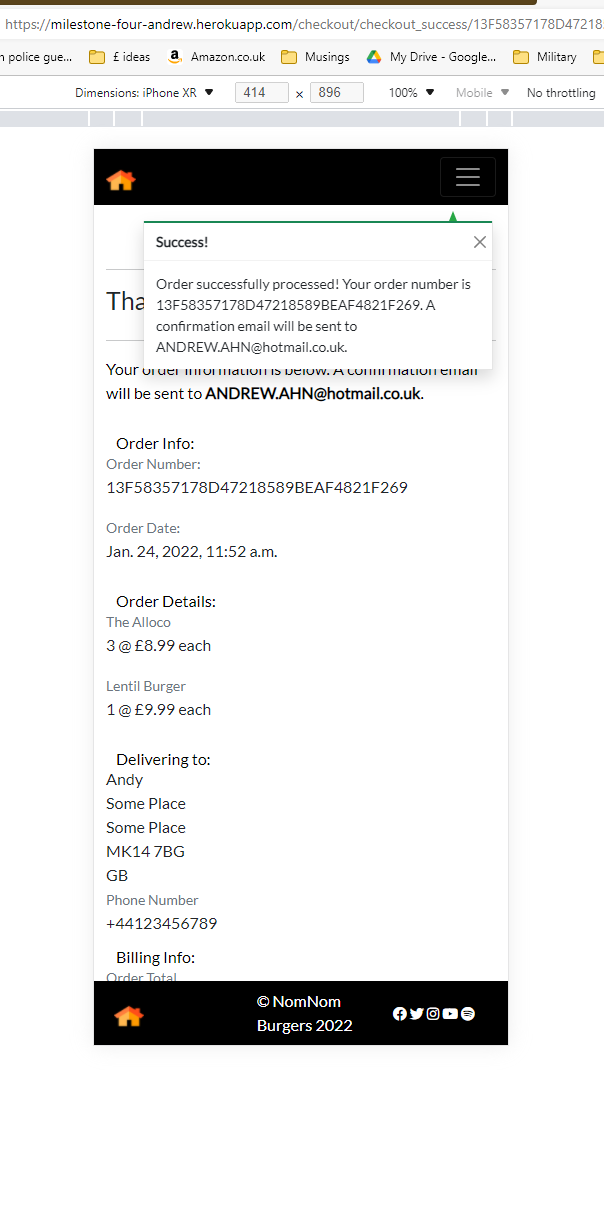 https://milestone-four-andrew.herokuapp.com/checkout/checkout_success/13F58357178D47218
n police gue... £ ideas Amazon.co.uk Musings My Drive - Google... Military
Dimensions: iPhone XR 414 × 896 100% Mobile No throttling
Success!
Order successfully processed! Your order number is
13F58357178D47218589BEAF4821F269. A
confirmation email will be sent to
ANDREW.AHN@hotmail.co.uk.
Tha
Your order information is below. A confirmation email
will be sent to ANDREW.AHN@hotmail.co.uk.
Order Info:
Order Number:
13F58357178D47218589BEAF4821F269
Order Date:
Jan. 24, 2022, 11:52 a.m.
Order Details:
The Alloco
3 @ £8.99 each
Lentil Burger
1 @ £9.99 each
Delivering to:
Andy
Some Place
Some Place
MK14 7BG
GB
Phone Number
+44123456789
Billing Info:
Order Total
© NomNom
Burgers 2022